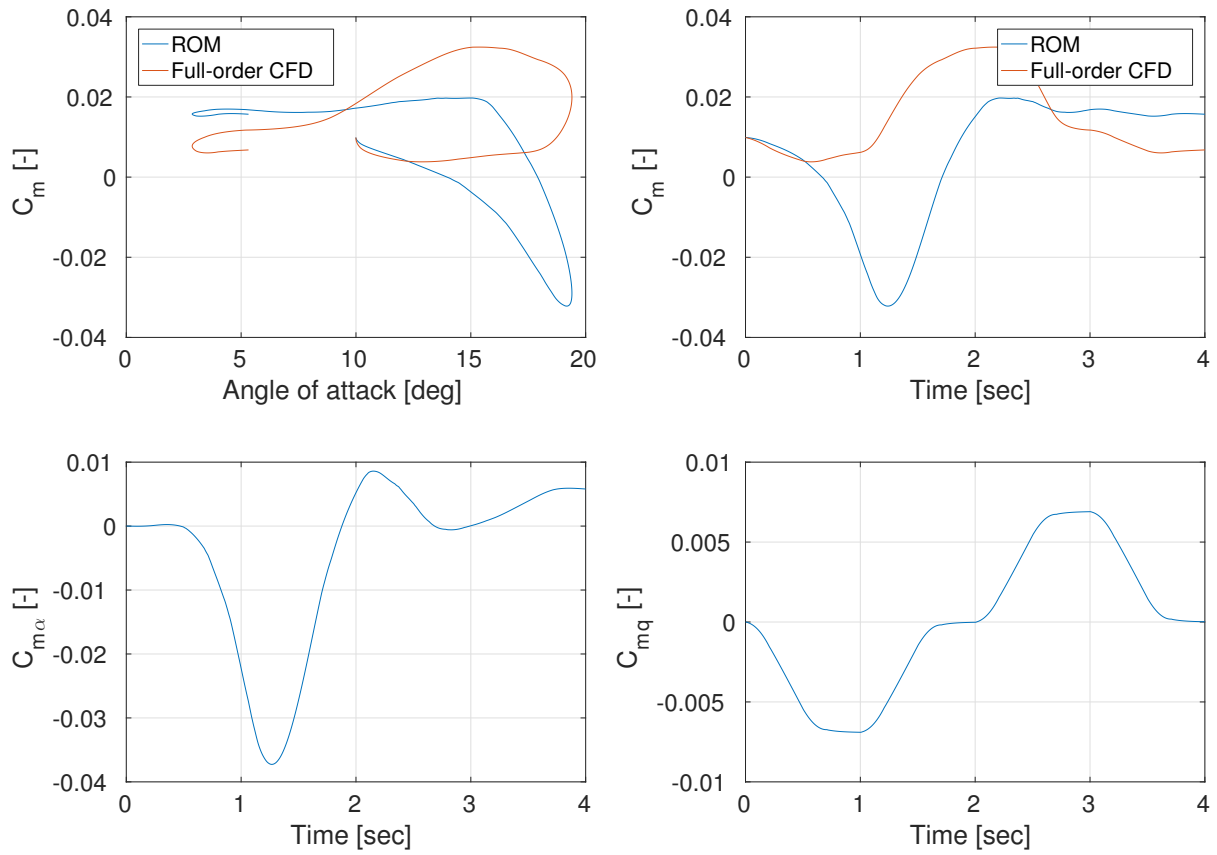 0.04
0.02
0
-0.02
-0.04
C_m [-]
ROM
Full-order CFD
0 5 10 15 20
Angle of attack [deg]
0.04
0.02
0
-0.02
-0.04
C_m [-]
ROM
Full-order CFD
0 1 2 3 4
Time [sec]
0.01
0
-0.01
-0.02
-0.03
-0.04
C_mα [-]
0 1 2 3 4
Time [sec]
0.01
0.005
0
-0.005
-0.01
C_mq [-]
0 1 2 3 4
Time [sec]